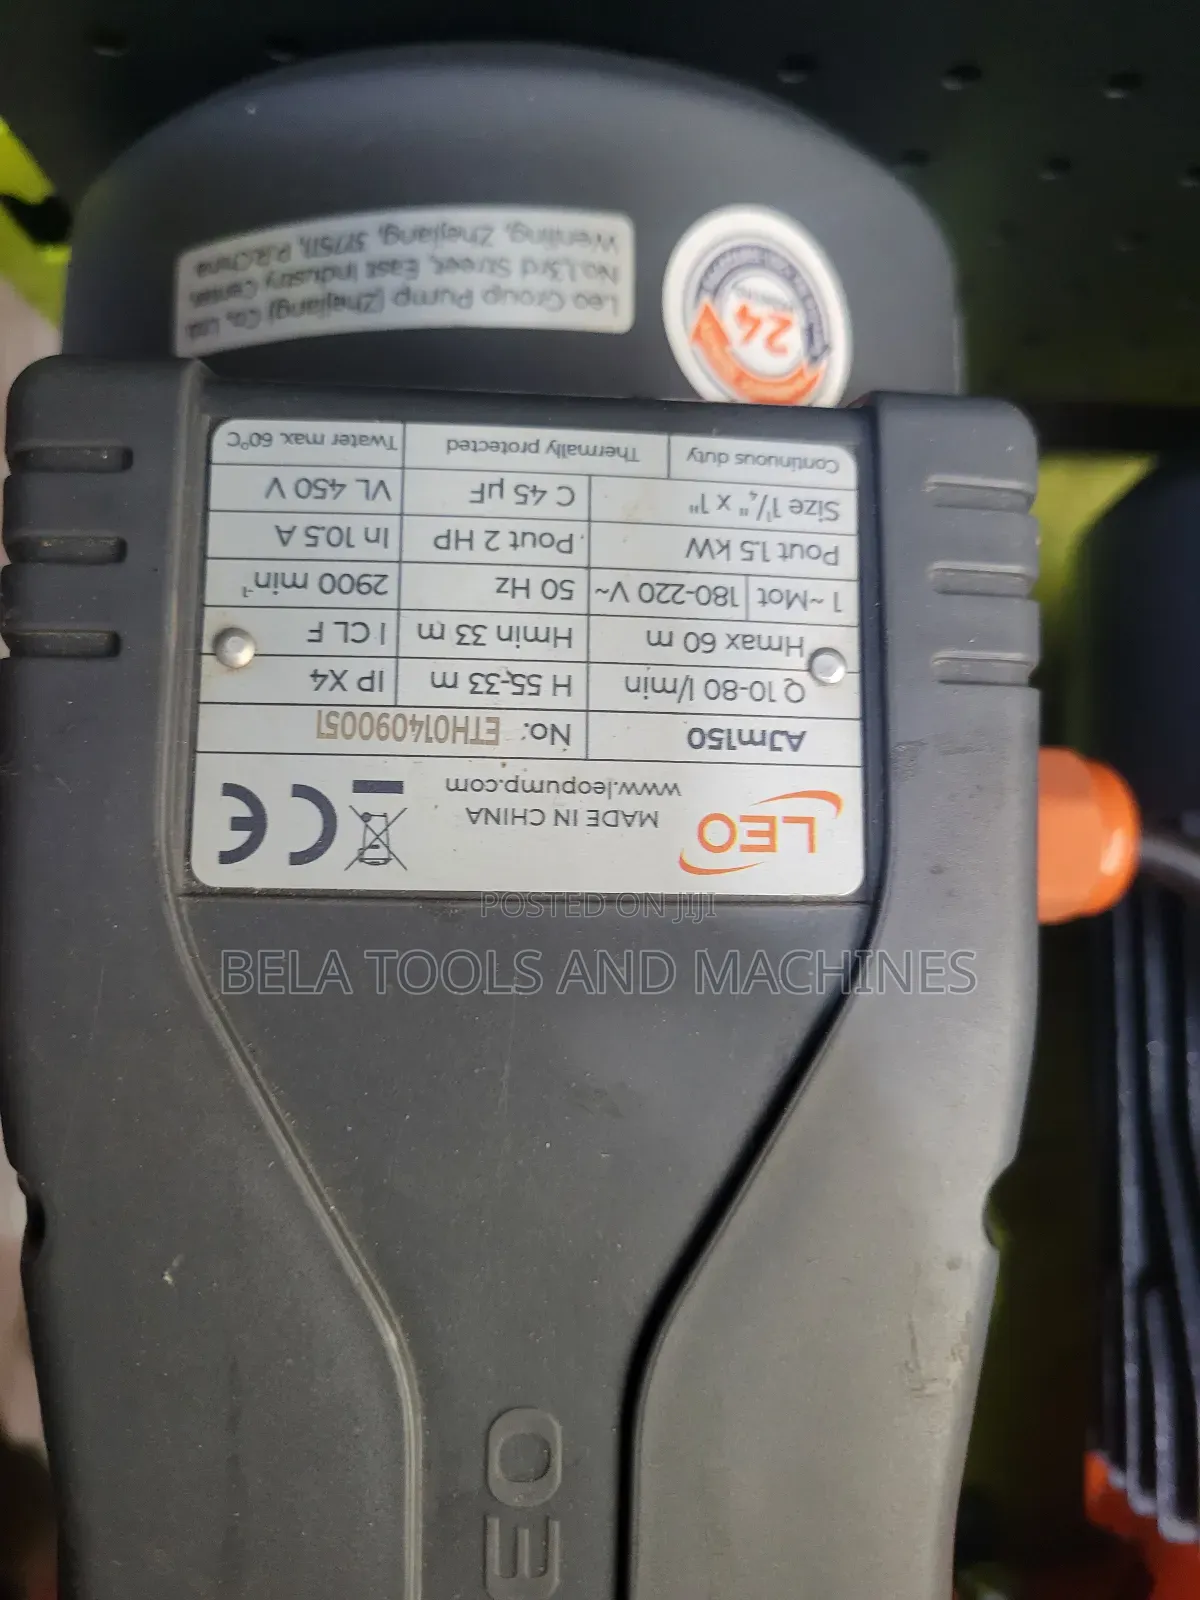 LEO
MADE IN CHINA
www.leopump.com
CE
AJm150 No: ETH014090051
Q 10-80 l/min H 55-33 m IP X4
Hmax 60 m Hmin 33 m I CL F
1 ~Mot 180-220 V~ 50 Hz 2900 min⁻¹
Pout 1.5 kW Pout 2 HP In 10.5 A
Size 1¹/₄" x 1" C 45 µF VL 450 V
Continuous duty Thermally protected Twater max. 60°C
Leo Group Pump (Zhejiang) Co., Ltd.
No.1,3rd Street, East Industry Center,
Wenling, Zhejiang, 317511, P.R.China
24
POSTED ON JIJI
BELA TOOLS AND MACHINES
EO